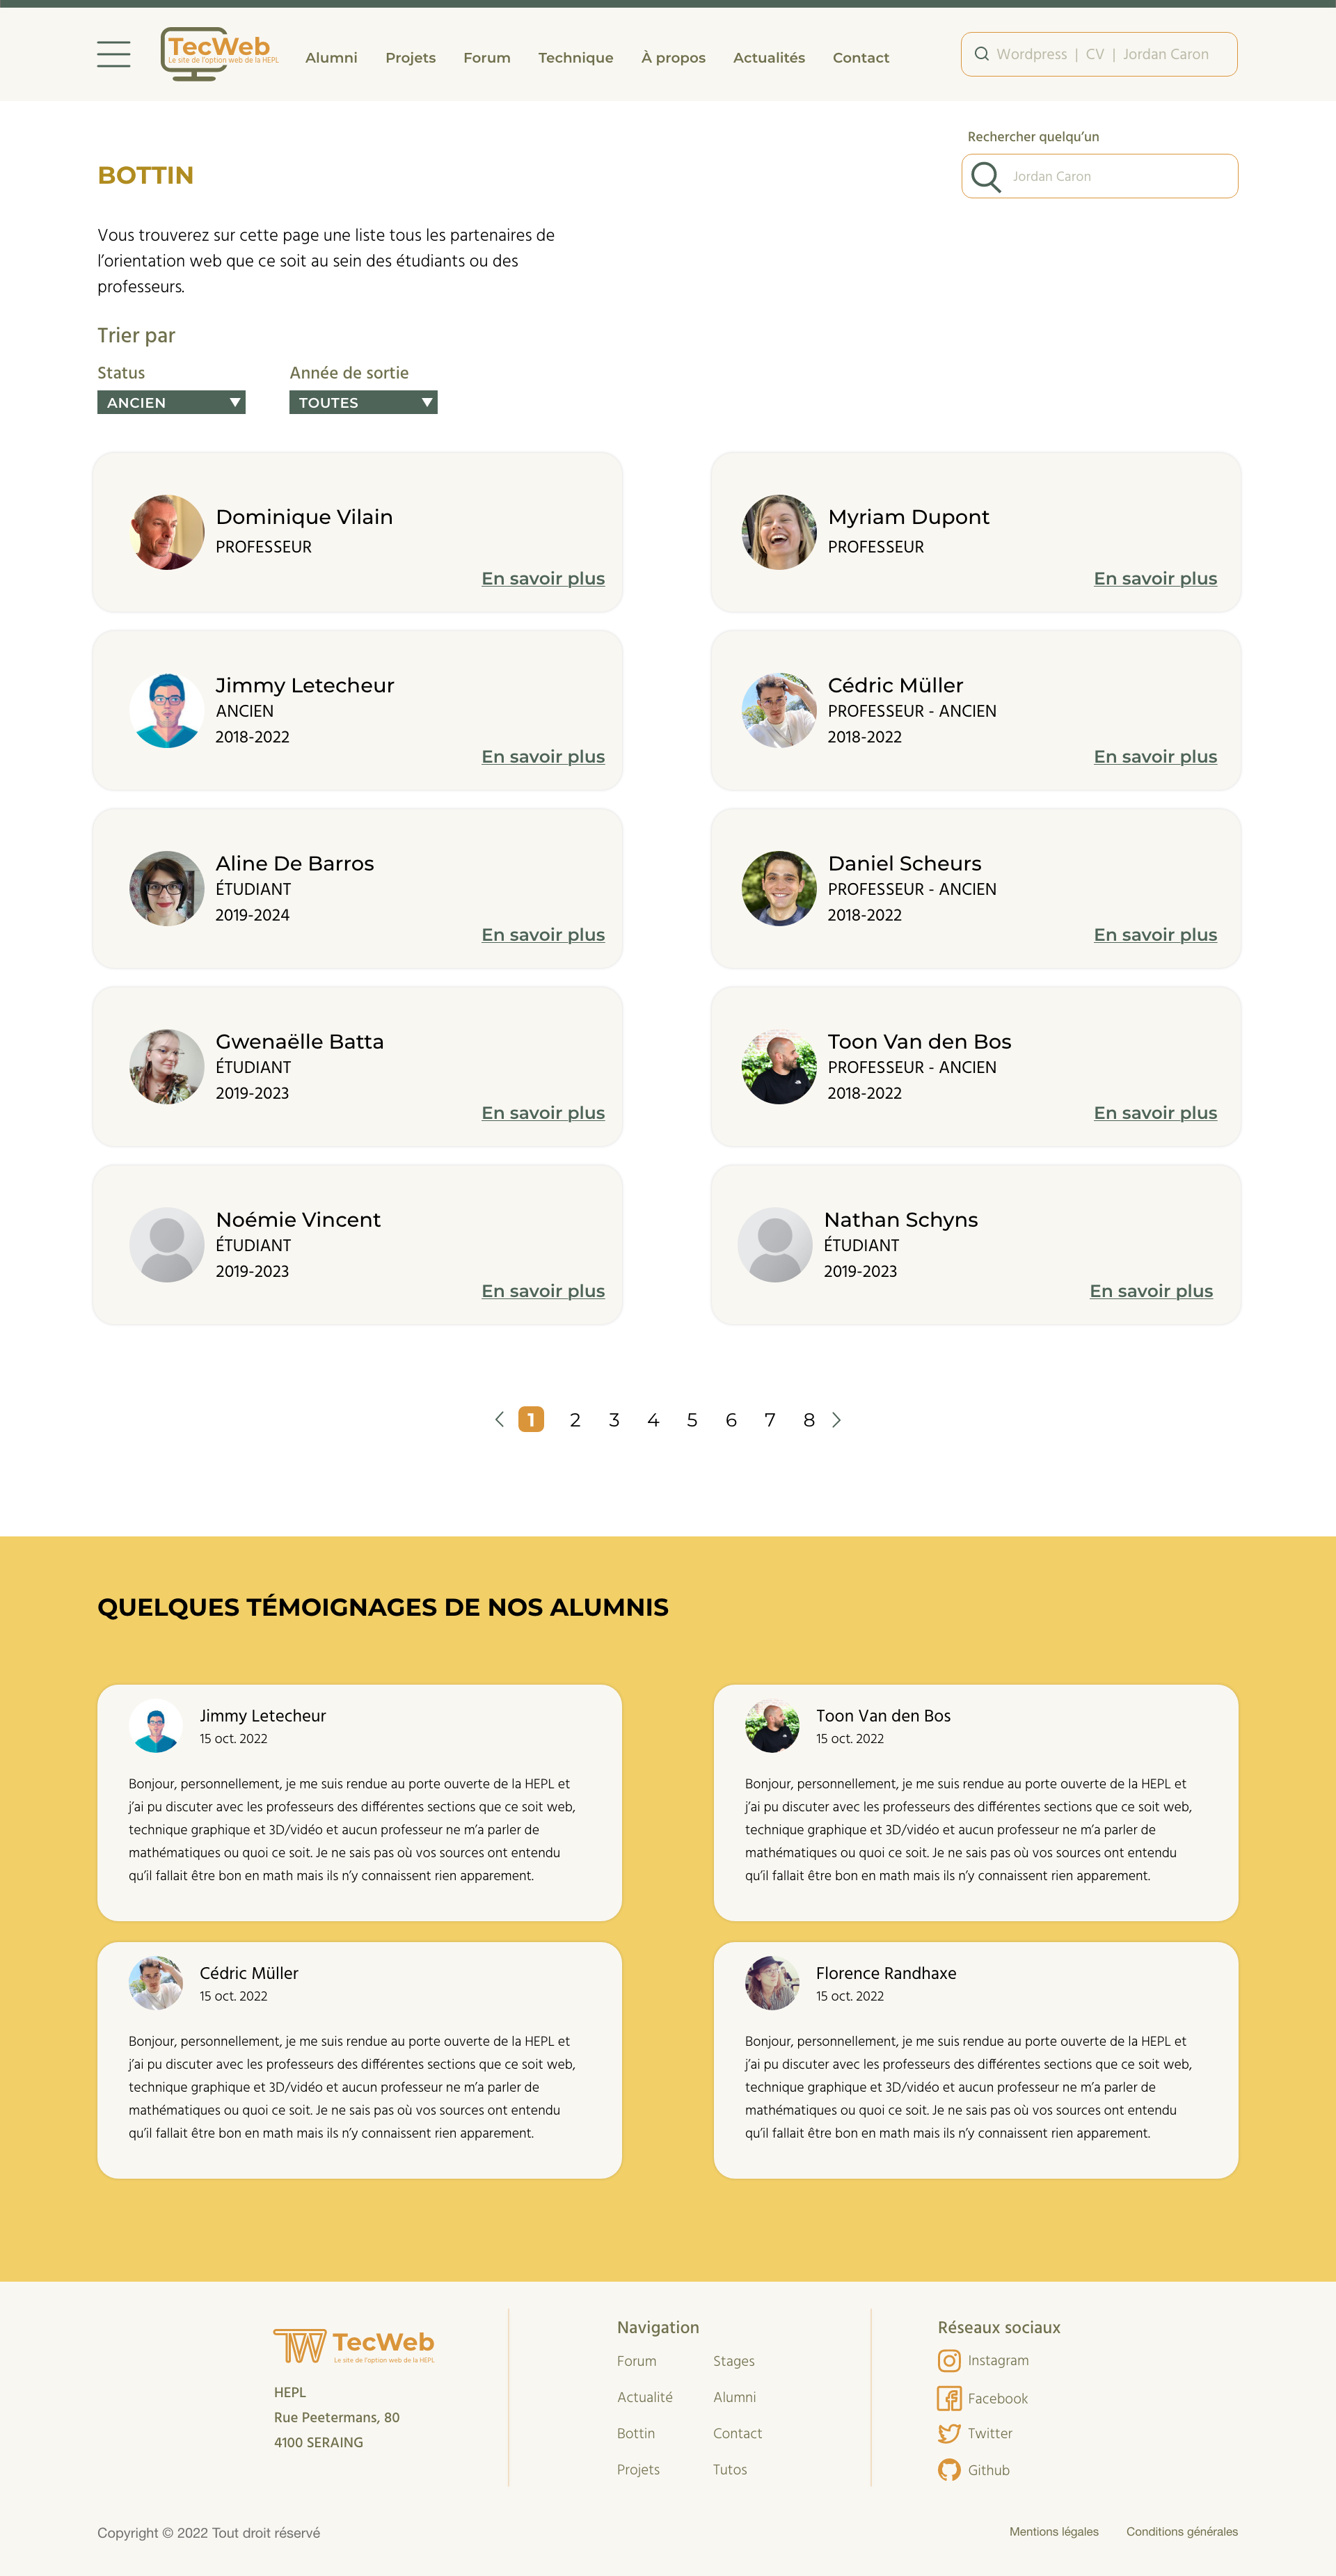 TecWeb
Le site de l'option web de la HEPL
Alumni
Projets
Forum
Technique
À propos
Actualités
Contact
Wordpress | CV | Jordan Caron
Rechercher quelqu’un
Jordan Caron
BOTTIN
Vous trouverez sur cette page une liste tous les partenaires de
l’orientation web que ce soit au sein des étudiants ou des
professeurs.
Trier par
Status
Année de sortie
ANCIEN
TOUTES
Dominique Vilain
PROFESSEUR
En savoir plus
Myriam Dupont
PROFESSEUR
En savoir plus
Jimmy Letecheur
ANCIEN
2018-2022
En savoir plus
Cédric Müller
PROFESSEUR - ANCIEN
2018-2022
En savoir plus
Aline De Barros
ÉTUDIANT
2019-2024
En savoir plus
Daniel Scheurs
PROFESSEUR - ANCIEN
2018-2022
En savoir plus
Gwenaëlle Batta
ÉTUDIANT
2019-2023
En savoir plus
Toon Van den Bos
PROFESSEUR - ANCIEN
2018-2022
En savoir plus
Noémie Vincent
ÉTUDIANT
2019-2023
En savoir plus
Nathan Schyns
ÉTUDIANT
2019-2023
En savoir plus
1 2 3 4 5 6 7 8
QUELQUES TÉMOIGNAGES DE NOS ALUMNIS
Jimmy Letecheur
15 oct. 2022
Bonjour, personnellement, je me suis rendue au porte ouverte de la HEPL et
j’ai pu discuter avec les professeurs des différentes sections que ce soit web,
technique graphique et 3D/vidéo et aucun professeur ne m’a parler de
mathématiques ou quoi ce soit. Je ne sais pas où vos sources ont entendu
qu’il fallait être bon en math mais ils n’y connaissent rien apparement.
Toon Van den Bos
15 oct. 2022
Bonjour, personnellement, je me suis rendue au porte ouverte de la HEPL et
j’ai pu discuter avec les professeurs des différentes sections que ce soit web,
technique graphique et 3D/vidéo et aucun professeur ne m’a parler de
mathématiques ou quoi ce soit. Je ne sais pas où vos sources ont entendu
qu’il fallait être bon en math mais ils n’y connaissent rien apparement.
Cédric Müller
15 oct. 2022
Bonjour, personnellement, je me suis rendue au porte ouverte de la HEPL et
j’ai pu discuter avec les professeurs des différentes sections que ce soit web,
technique graphique et 3D/vidéo et aucun professeur ne m’a parler de
mathématiques ou quoi ce soit. Je ne sais pas où vos sources ont entendu
qu’il fallait être bon en math mais ils n’y connaissent rien apparement.
Florence Randhaxe
15 oct. 2022
Bonjour, personnellement, je me suis rendue au porte ouverte de la HEPL et
j’ai pu discuter avec les professeurs des différentes sections que ce soit web,
technique graphique et 3D/vidéo et aucun professeur ne m’a parler de
mathématiques ou quoi ce soit. Je ne sais pas où vos sources ont entendu
qu’il fallait être bon en math mais ils n’y connaissent rien apparement.
TecWeb
Le site de l'option web de la HEPL
HEPL
Rue Peetermans, 80
4100 SERAING
Navigation
Forum
Stages
Actualité
Alumni
Bottin
Contact
Projets
Tutos
Réseaux sociaux
Instagram
Facebook
Twitter
Github
Copyright © 2022 Tout droit réservé
Mentions légales
Conditions générales